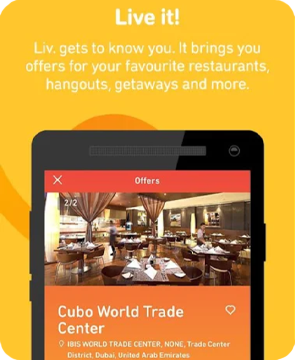 Live it!
Liv. gets to know you. It brings you
offers for your favourite restaurants,
hangouts, getaways and more.
Offers
2/2
Cubo World Trade
Center
IBIS WORLD TRADE CENTER, NONE, Trade Center
District, Dubai, United Arab Emirates